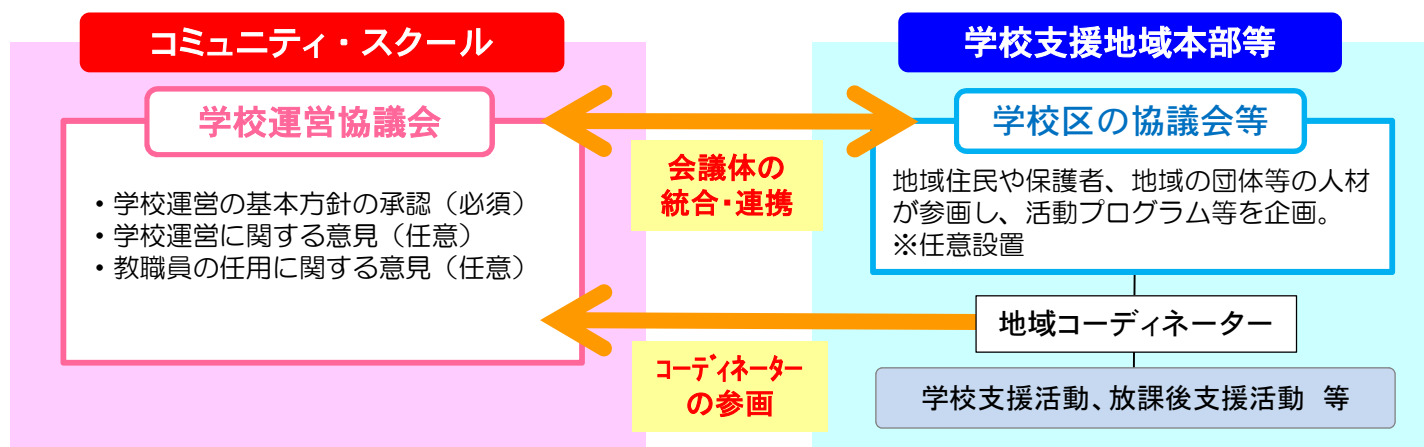 コミュニティ・スクール
学校運営協議会
・学校運営の基本方針の承認（必須）
・学校運営に関する意見（任意）
・教職員の任用に関する意見（任意）
会議体の
統合・連携
コーディネーター
の参画
学校支援地域本部等
学校区の協議会等
地域住民や保護者、地域の団体等の人材
が参画し、活動プログラム等を企画。
※任意設置
地域コーディネーター
学校支援活動、放課後支援活動　等